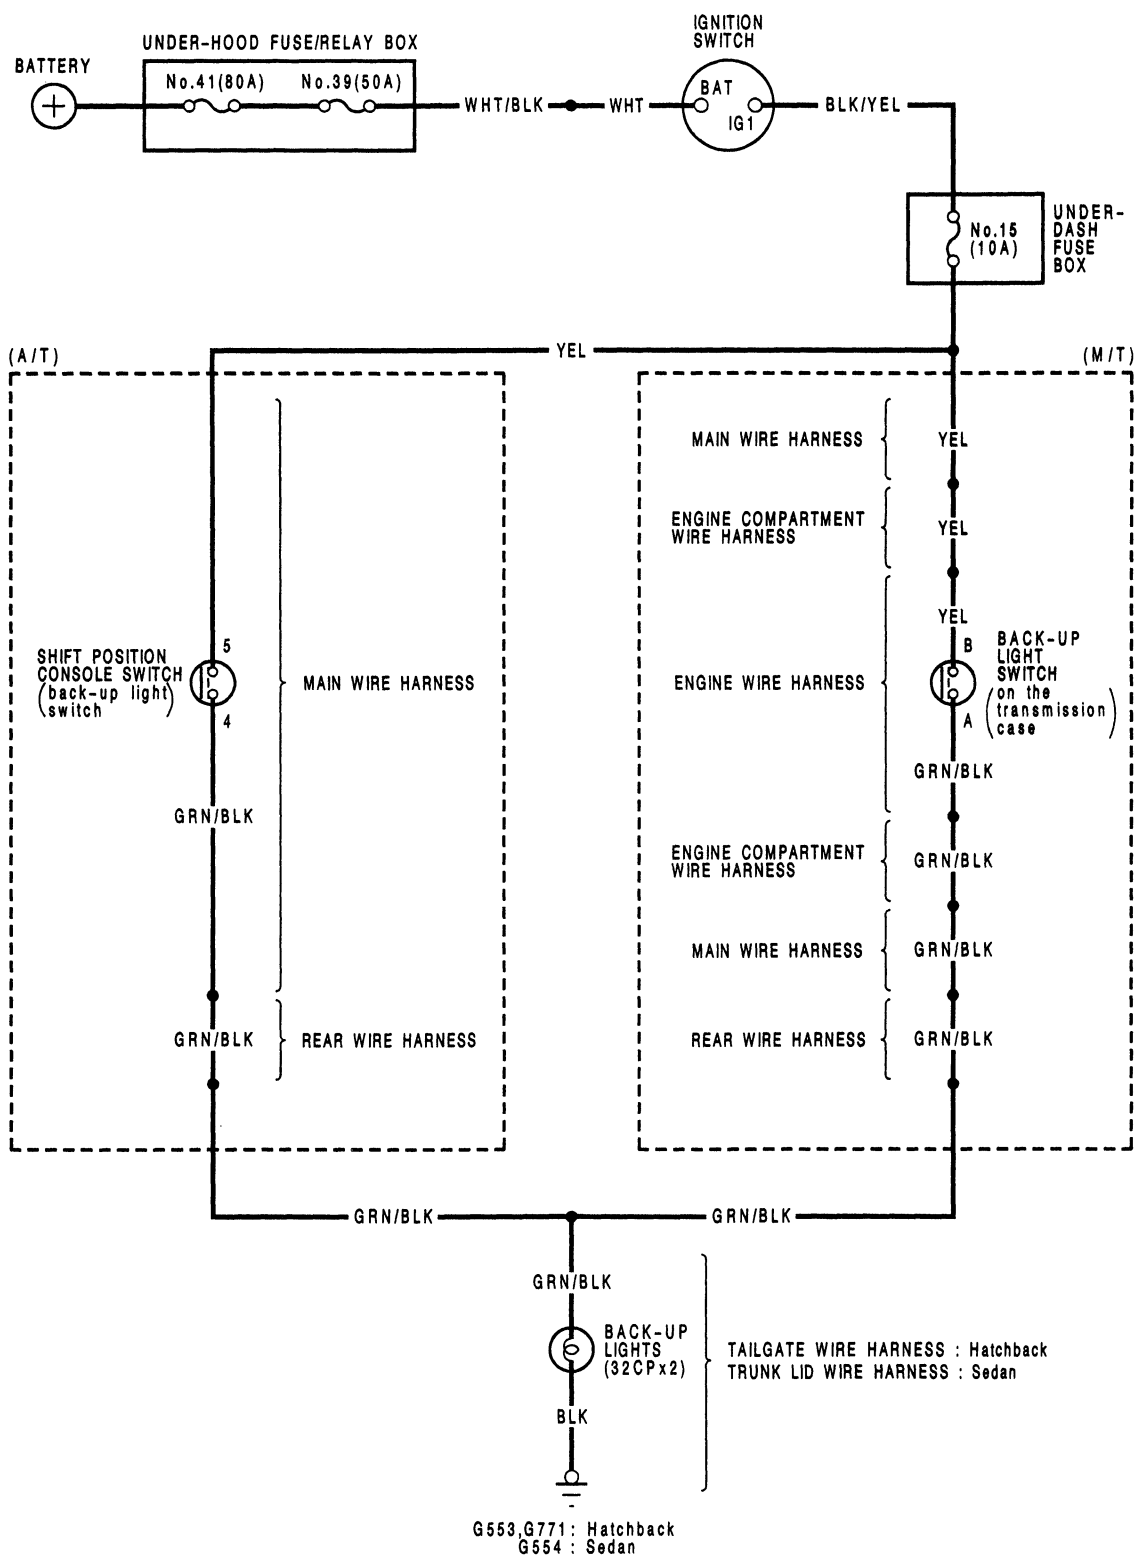 IGNITION
SWITCH
UNDER-HOOD FUSE/RELAY BOX
BATTERY
No.41(80A)
No.39(50A)
BAT
IG1
WHT/BLK
WHT
BLK/YEL
No.15
(10A)
UNDER-
DASH
FUSE
BOX
YEL
(A/T)
(M/T)
MAIN WIRE HARNESS
YEL
ENGINE COMPARTMENT
WIRE HARNESS
YEL
YEL
5
SHIFT POSITION
CONSOLE SWITCH
(back-up light)
switch
4
MAIN WIRE HARNESS
ENGINE WIRE HARNESS
B
A
BACK-UP
LIGHT
SWITCH
(on the
transmission)
case
GRN/BLK
GRN/BLK
ENGINE COMPARTMENT
WIRE HARNESS
GRN/BLK
MAIN WIRE HARNESS
GRN/BLK
GRN/BLK
REAR WIRE HARNESS
REAR WIRE HARNESS
GRN/BLK
GRN/BLK
GRN/BLK
GRN/BLK
BACK-UP
LIGHTS
(32CPx2)
TAILGATE WIRE HARNESS : Hatchback
TRUNK LID WIRE HARNESS : Sedan
BLK
G553,G771 : Hatchback
G554 : Sedan